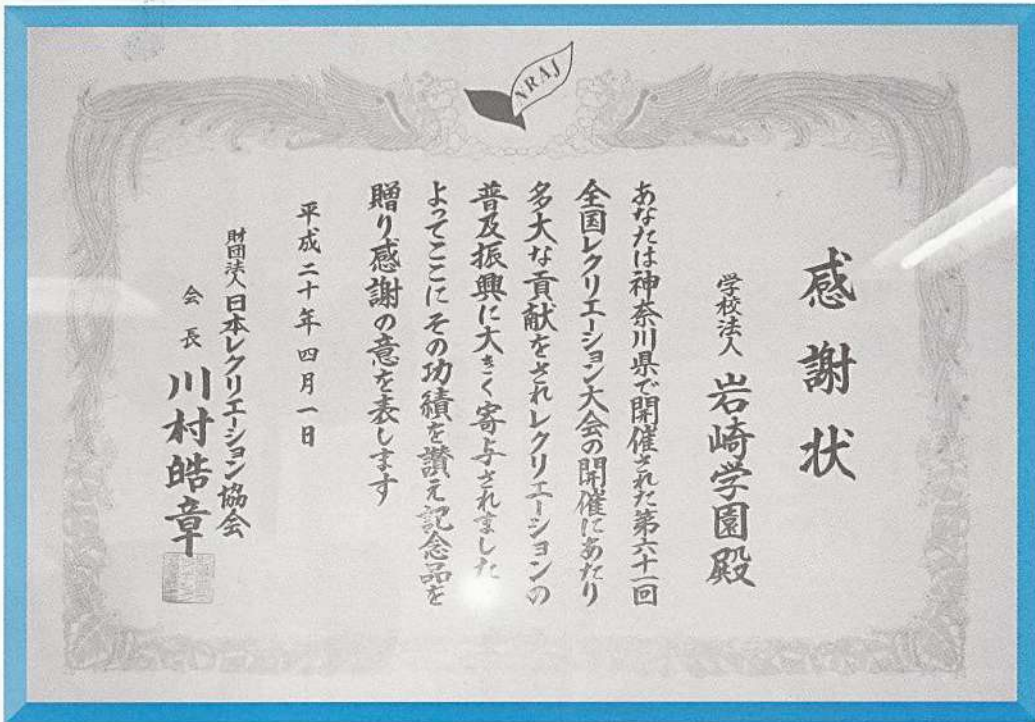 NRAJ
感謝状
学校法人 岩崎学園殿
あなたは神奈川県で開催された第六十一回
全国レクリエーション大会の開催にあたり
多大な貢献をされレクリエーションの
普及振興に大きく寄与されました
よってここにその功績を讃え記念品を
贈り感謝の意を表します
平成二十年四月一日
財団法人 日本レクリエーション協会
会長 川村皓章